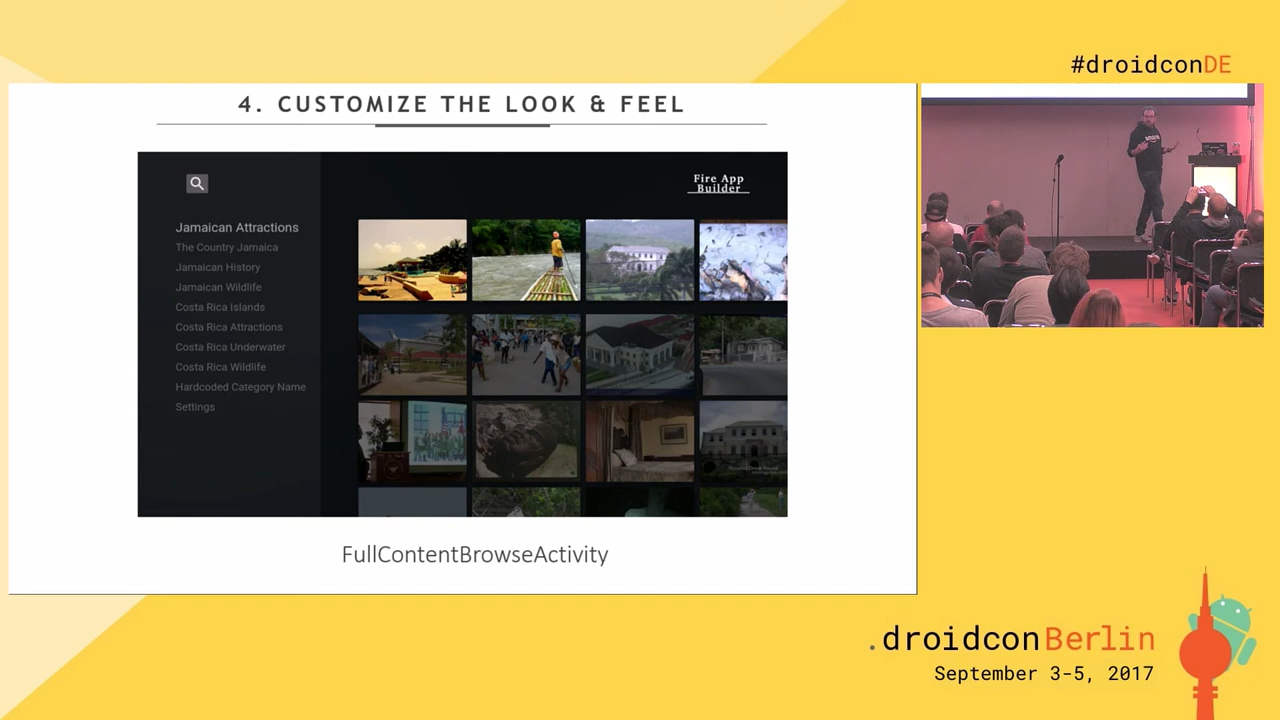 #droidconDE
4. CUSTOMIZE THE LOOK & FEEL
Fire App
Builder
Jamaican Attractions
The Country Jamaica
Jamaican History
Jamaican Wildlife
Costa Rica Islands
Costa Rica Attractions
Costa Rica Underwater
Costa Rica Wildlife
Hardcoded Category Name
Settings
FullContentBrowseActivity
.droidconBerlin
September 3-5, 2017